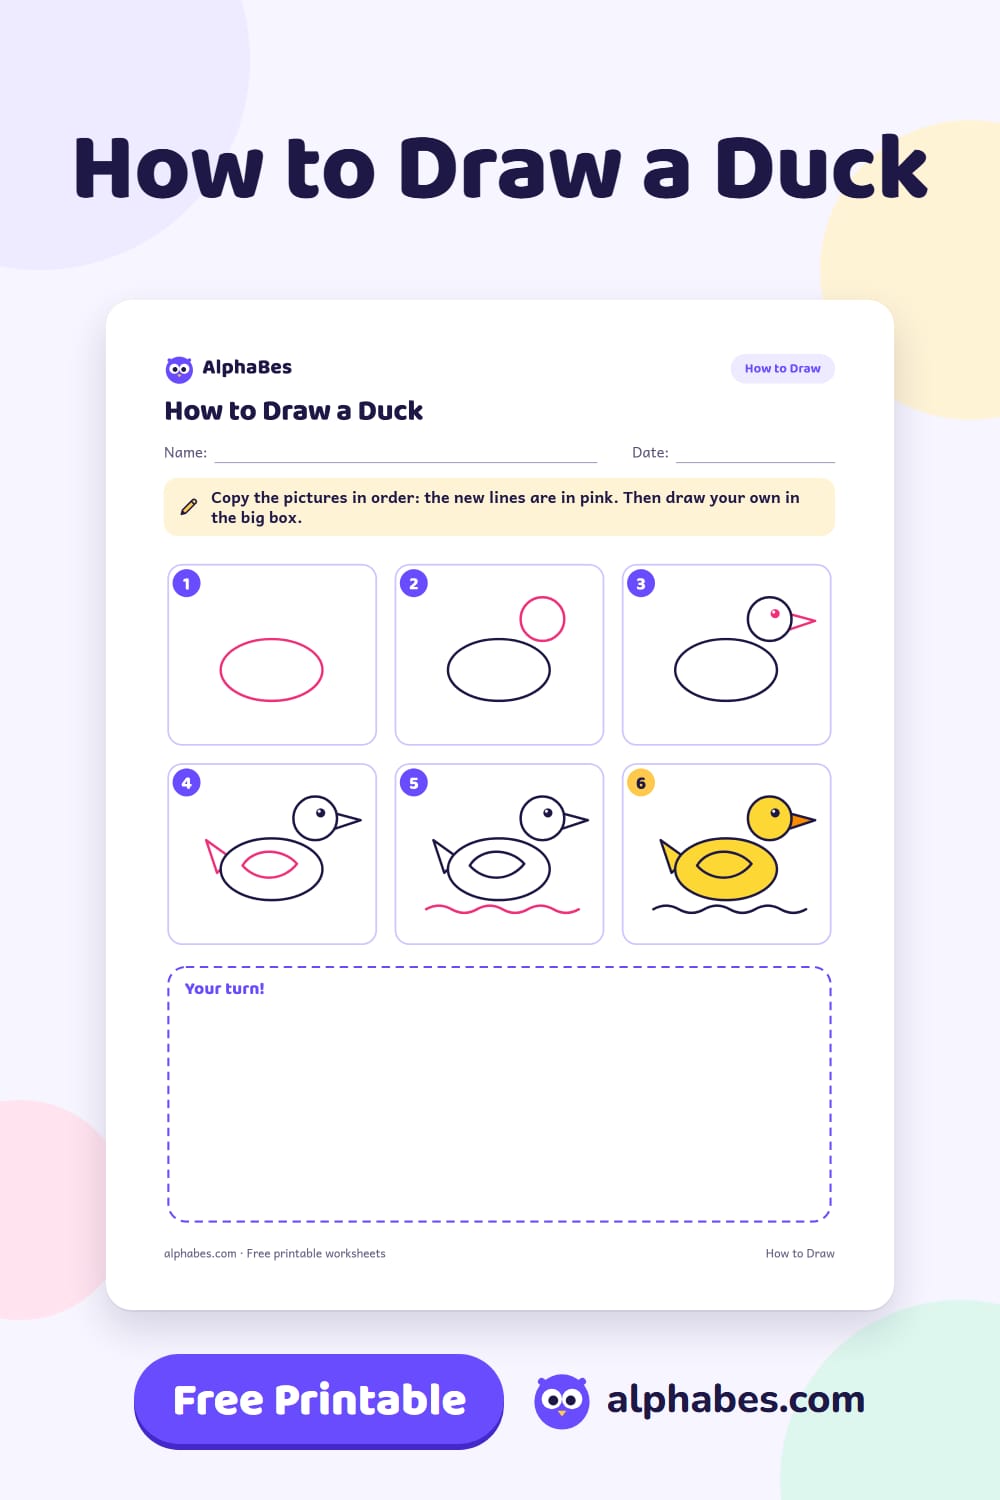 How to Draw a Duck
AlphaBes
How to Draw
How to Draw a Duck
Name:
Date:
Copy the pictures in order: the new lines are in pink. Then draw your own in
the big box.
1
2
3
4
5
6
Your turn!
alphabes.com · Free printable worksheets
How to Draw
Free Printable
alphabes.com